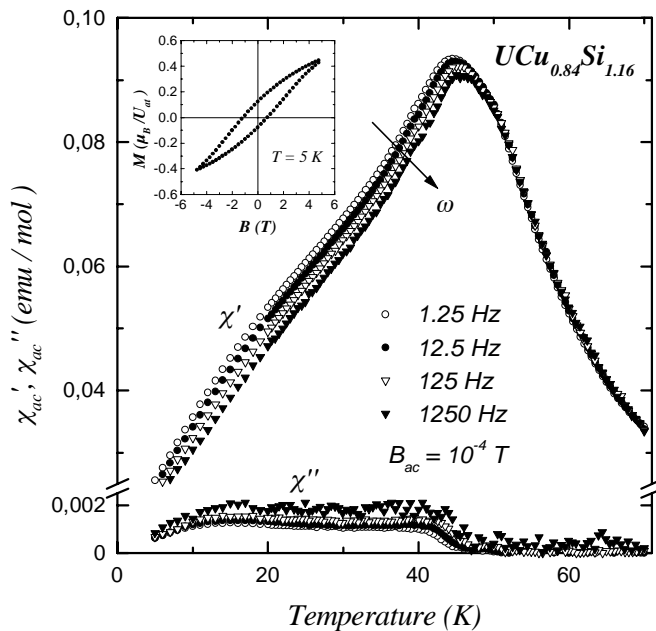 UCu0.84Si1.16
0,10
0,08
0,06
0,04
0,002
0
χac', χac'' (emu / mol)
0.6
0.4
0.2
0.0
-0.2
-0.4
-0.6
M (μB/Uat)
T = 5 K
-6 -4 -2 0 2 4 6
B (T)
ω
χ'
1.25 Hz
12.5 Hz
125 Hz
1250 Hz
Bac = 10-4 T
χ''
0 20 40 60
Temperature (K)